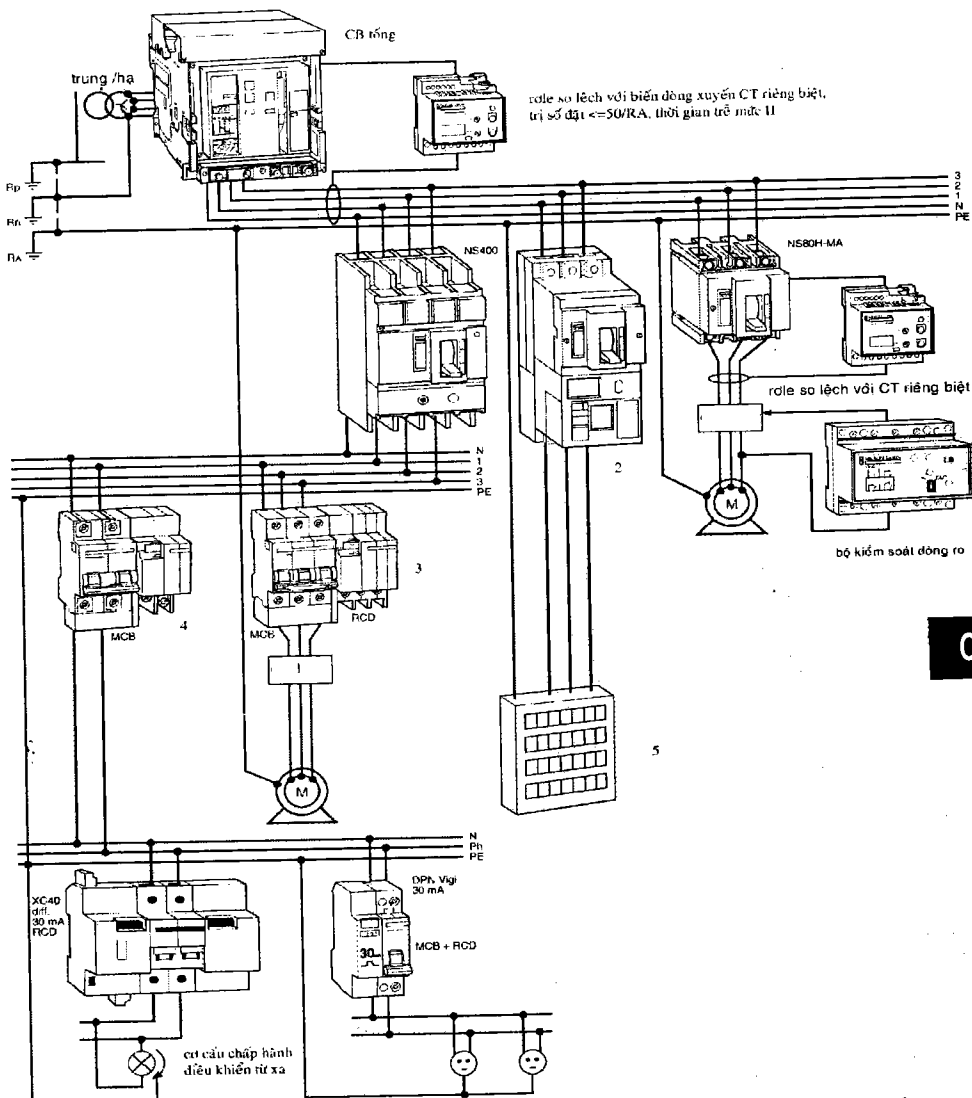 CB tổng
trung /hạ
rơle so lệch với biến dòng xuyến CT riêng biệt,
trị số đặt <=50/RA, thời gian trễ mức II
Rp
Rn
RA
3
2
1
N
PE
NS400
NS80H-MA
rơle so lệch với CT riêng biệt
2
N
1
2
3
PE
M
bộ kiểm soát dòng rò
3
4
MCB
MCB
RCD
5
M
N
Ph
PE
XC40
diff.
30 mA
RCD
DPN Vigi
30 mA
30
MCB + RCD
cơ cấu chấp hành
điều khiển từ xa